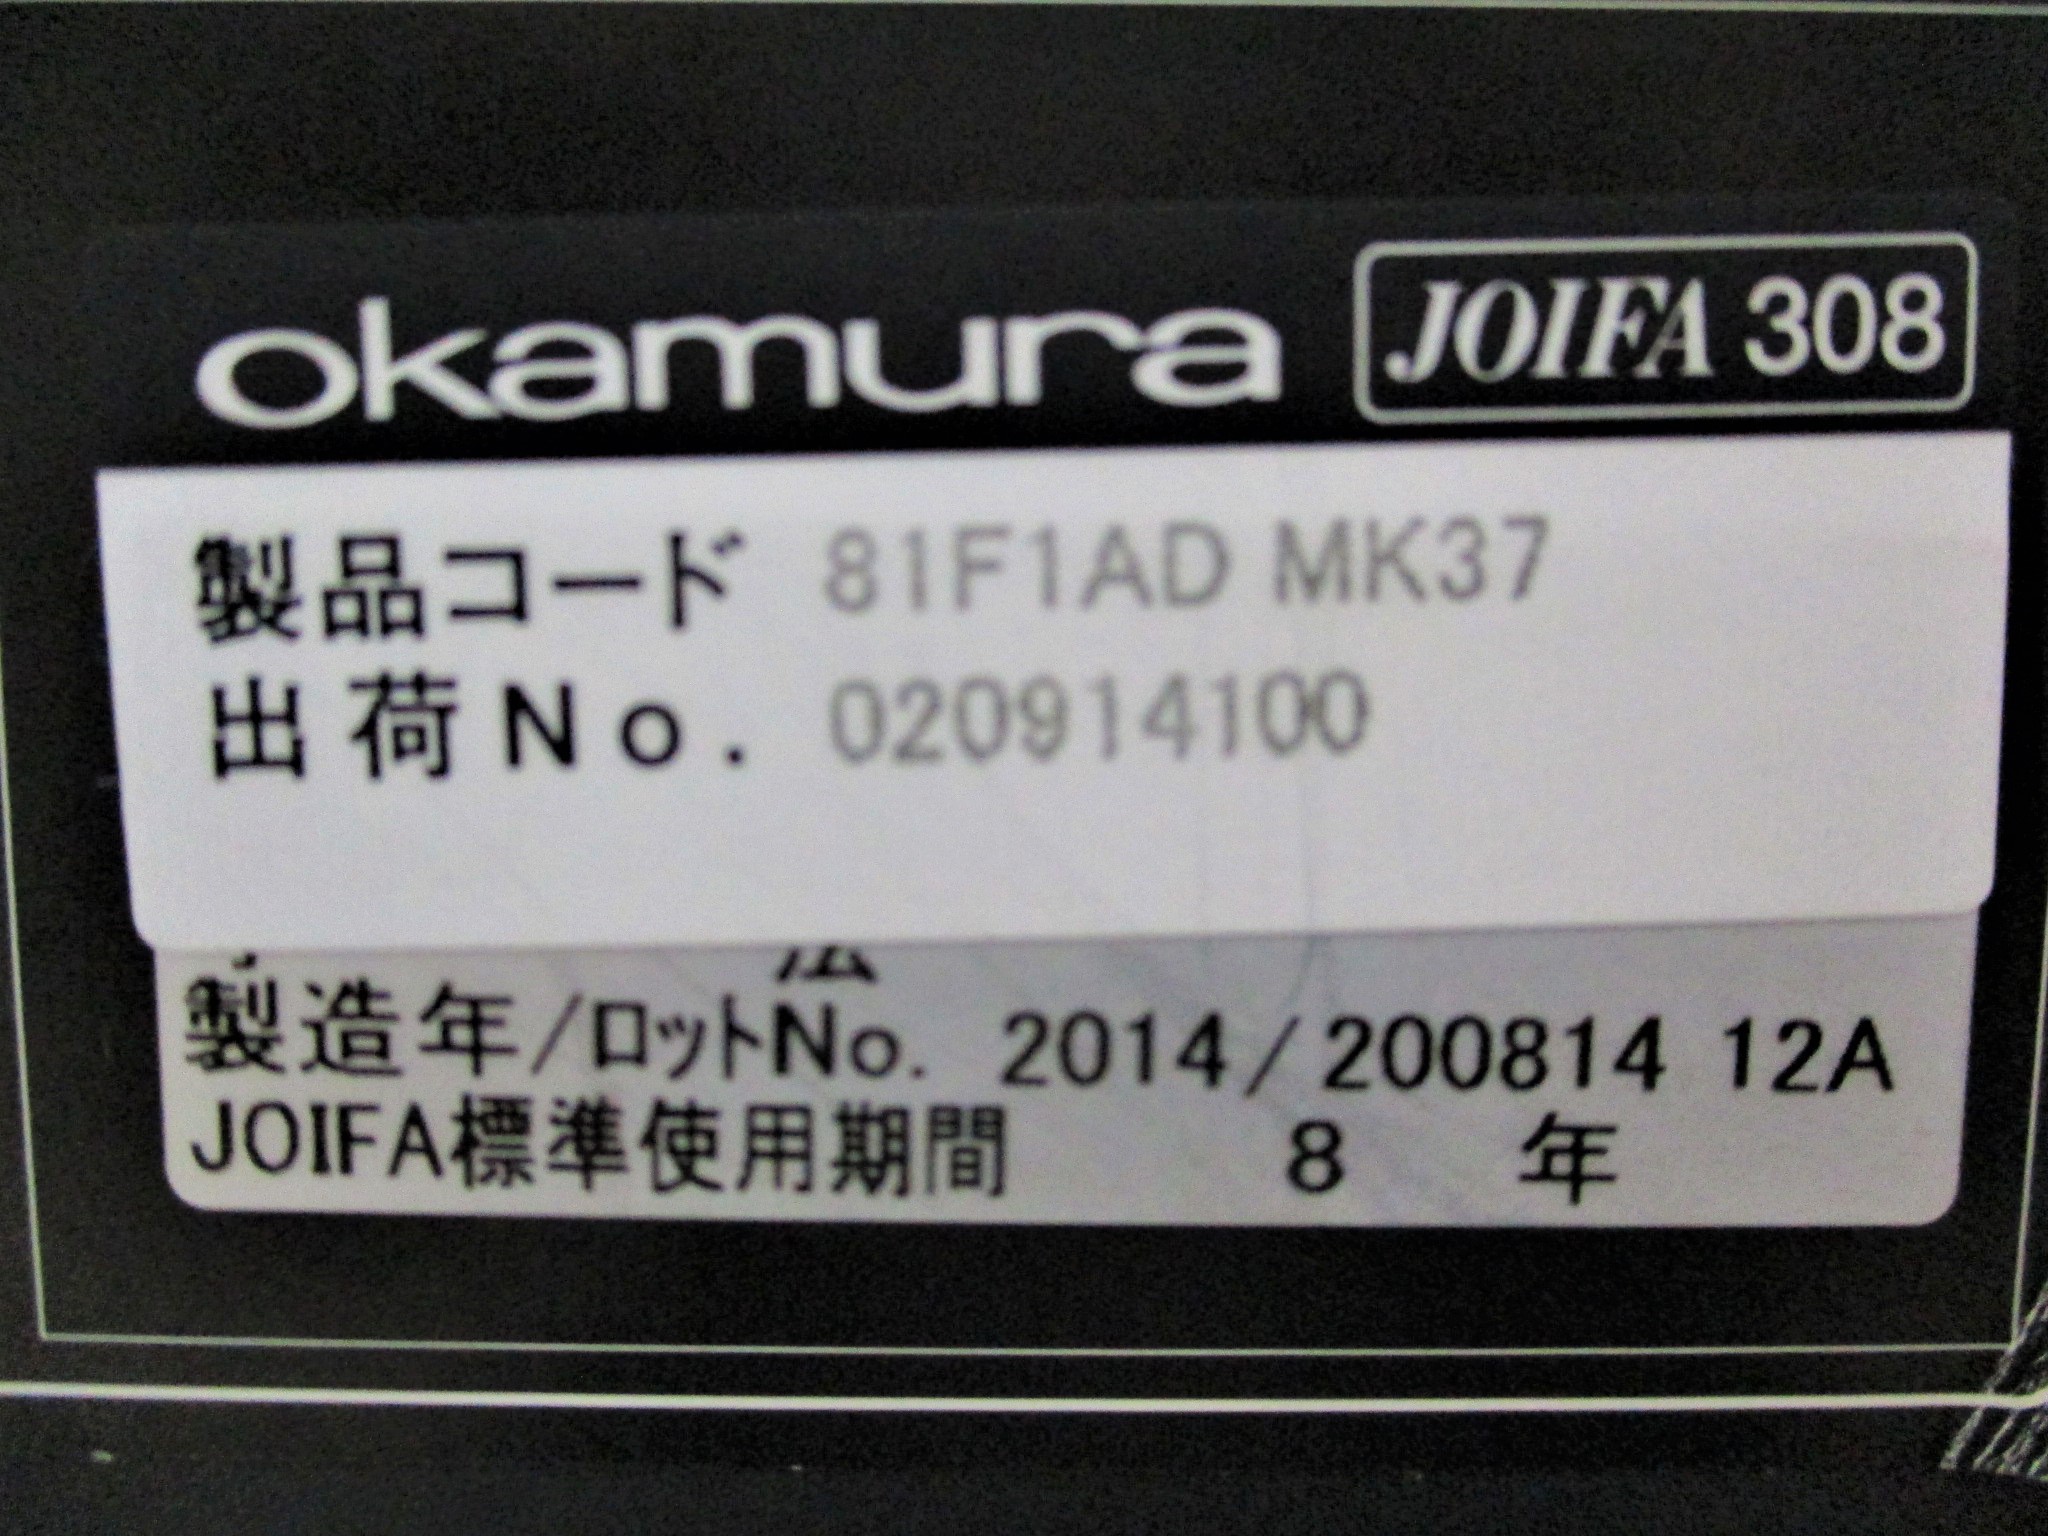 okamura JOIFA 308
製品コード 81F1AD MK37
出荷No. 020914100
法
製造年/ロットNo. 2014/200814 12A
JOIFA標準使用期間 8 年